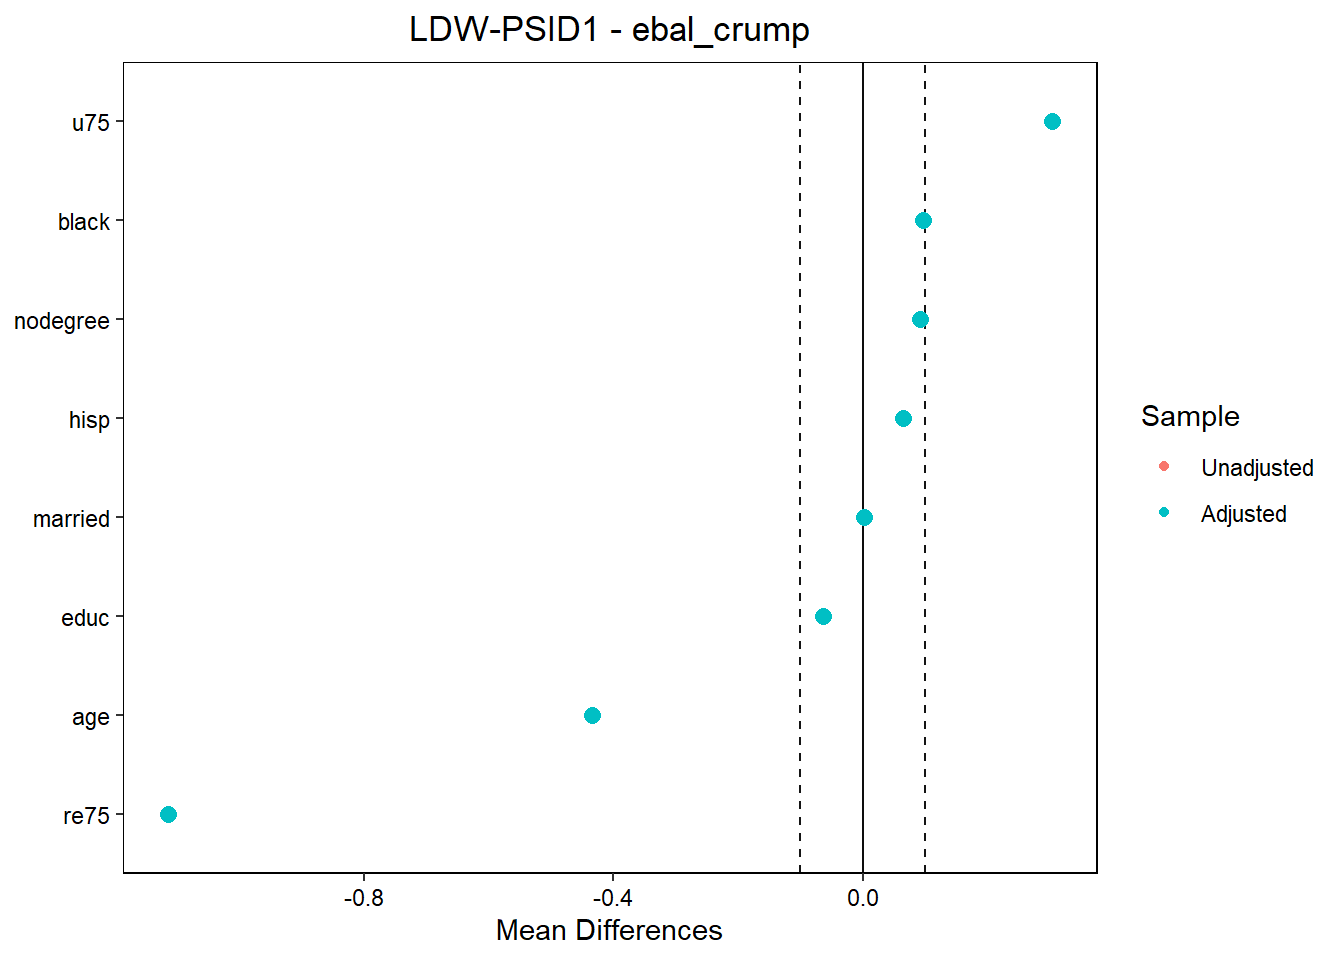 LDW-PSID1 - ebal_crump
u75
black
nodegree
hisp
married
educ
age
re75
-0.8 -0.4 0.0
Mean Differences
Sample
Unadjusted
Adjusted